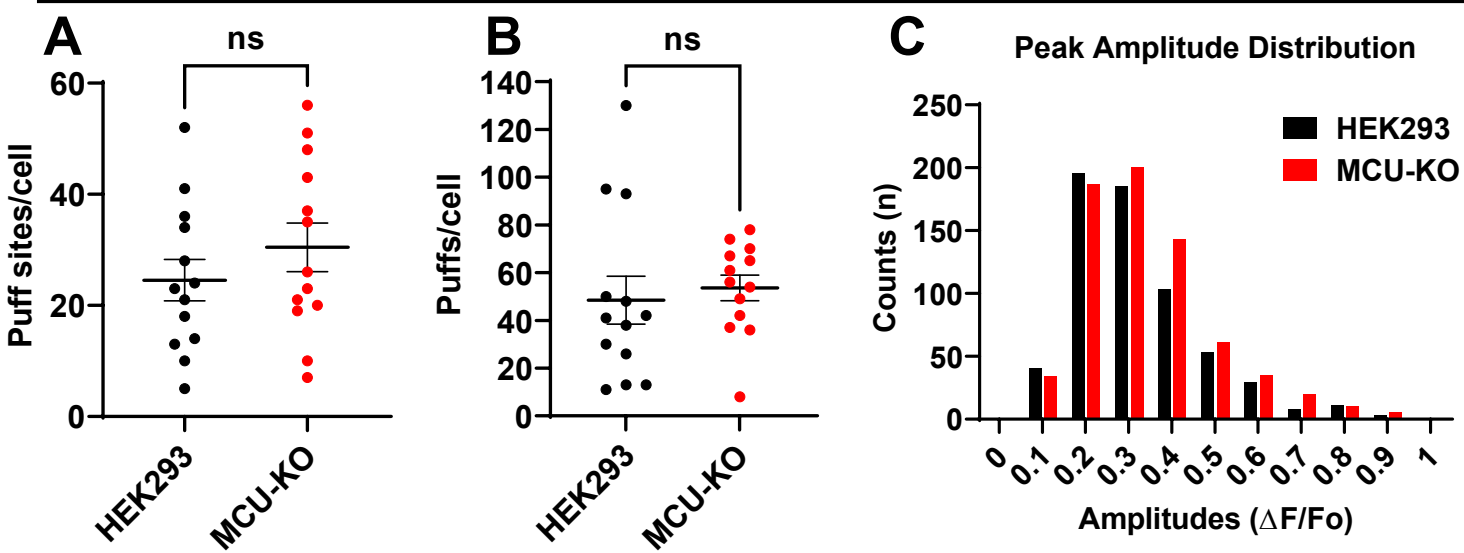 A
ns
Puff sites/cell
60
40
20
0
HEK293
MCU-KO
B
ns
Puffs/cell
140
120
100
80
60
40
20
0
HEK293
MCU-KO
C
Peak Amplitude Distribution
HEK293
MCU-KO
Counts (n)
250
200
150
100
50
0
0 0.1 0.2 0.3 0.4 0.5 0.6 0.7 0.8 0.9 1
Amplitudes (ΔF/Fo)